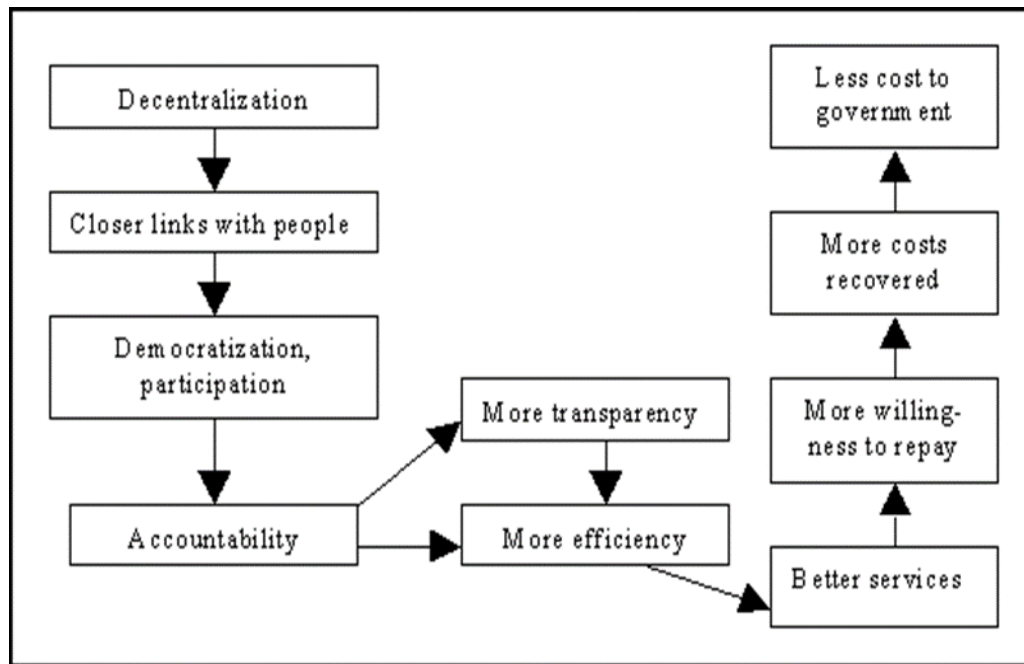 Decentralization
Closer links with people
Democratization,
participation
Accountability
More transparency
More efficiency
Better services
More willing-
ness to repay
More costs
recovered
Less cost to
government